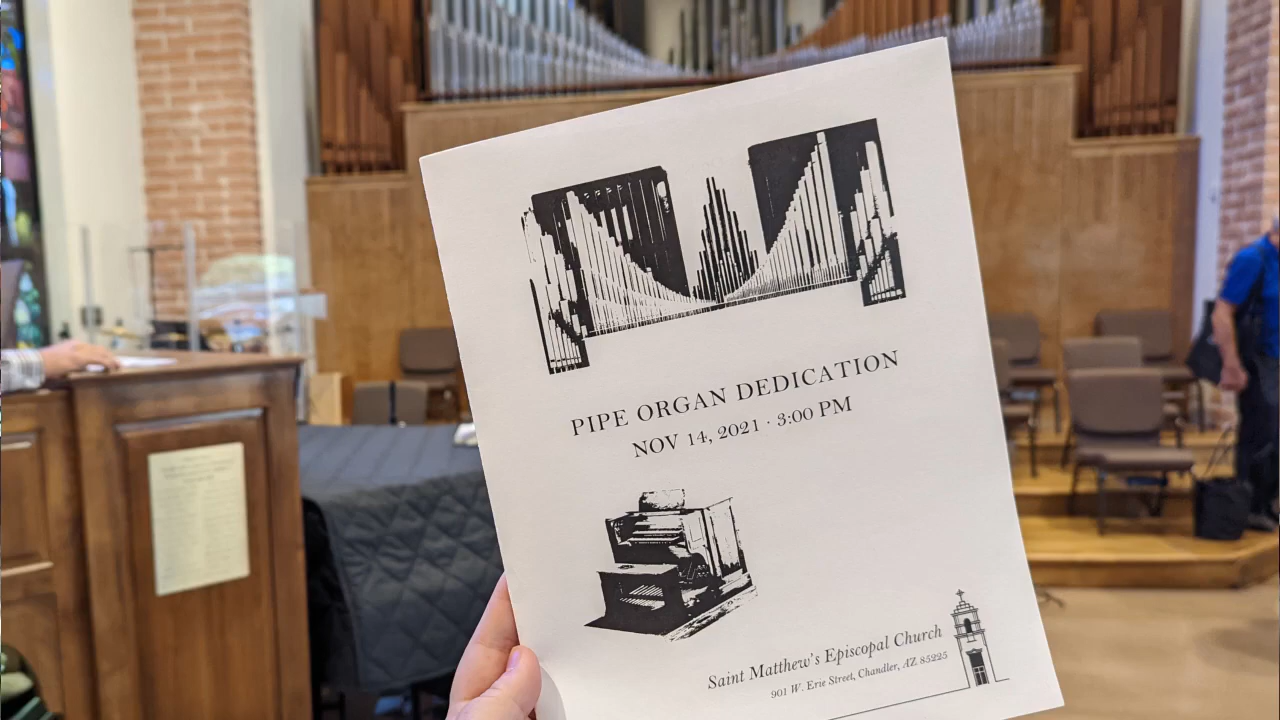 PIPE ORGAN DEDICATION
NOV 14, 2021 · 3:00 PM
Saint Matthew's Episcopal Church
901 W. Erie Street, Chandler, AZ 85225